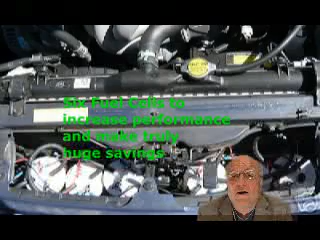 Six Fuel Cells to
increase performance
and make truly
huge savings